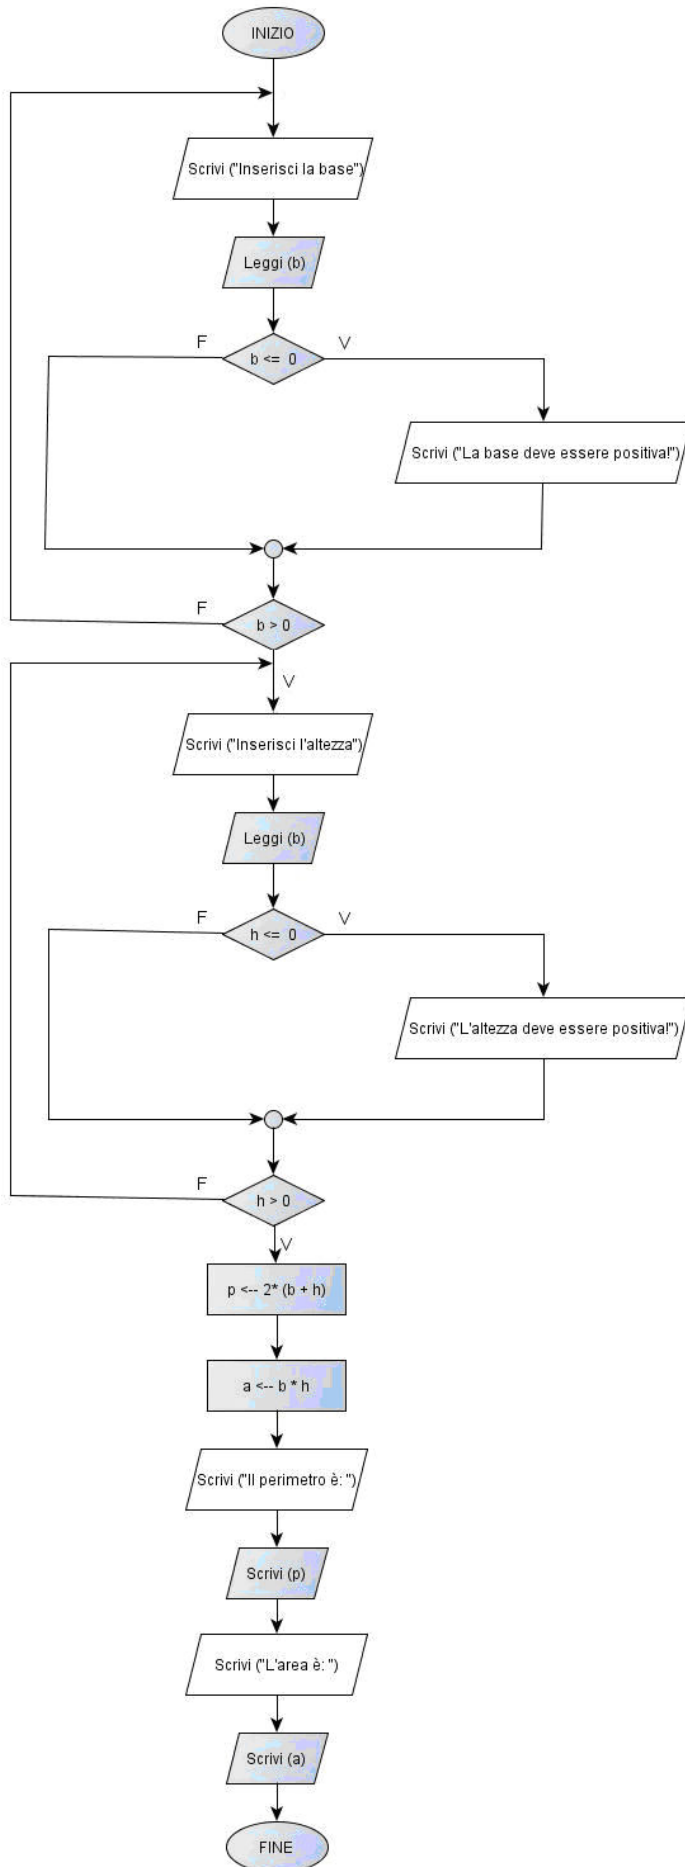 INIZIO
Scrivi ("Inserisci la base")
Leggi (b)
F
V
b <= 0
Scrivi ("La base deve essere positiva!")
F
b > 0
V
Scrivi ("Inserisci l'altezza")
Leggi (b)
F
V
h <= 0
Scrivi ("L'altezza deve essere positiva!")
F
h > 0
V
p <-- 2* (b + h)
a <-- b * h
Scrivi ("Il perimetro è: ")
Scrivi (p)
Scrivi ("L'area è: ")
Scrivi (a)
FINE